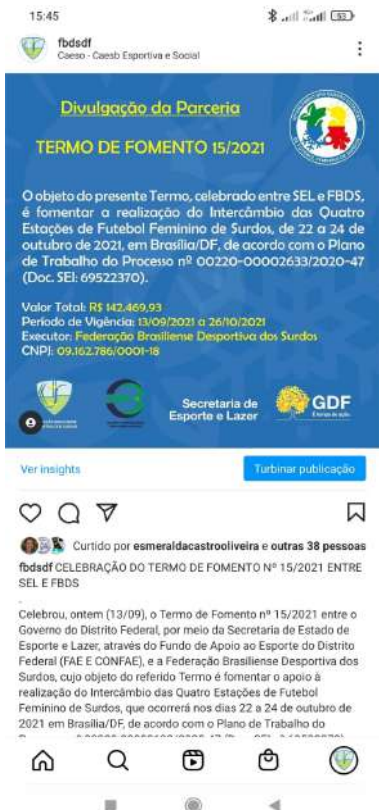 15:45
53
fbdsdf
Caeso - Caesb Esportiva e Social
Divulgação da Parceria
TERMO DE FOMENTO 15/2021
O objeto do presente Termo, celebrado entre SEL e FBDS,
é fomentar a realização do Intercâmbio das Quatro
Estações de Futebol Feminino de Surdos, de 22 a 24 de
outubro de 2021, em Brasília/DF, de acordo com o Plano
de Trabalho do Processo nº 00220-00002633/2020-47
(Doc. SEI: 69522370).
Valor Total: R$ 142.469,93
Período de Vigência: 13/09/2021 a 26/10/2021
Executor: Federação Brasiliense Desportiva dos Surdos
CNPJ: 09.162.786/0001-18
Secretaria de
Esporte e Lazer
GDF
Ver insights
Turbinar publicação
Curtido por esmeraldacastrooliveira e outras 38 pessoas
fbdsdf CELEBRAÇÃO DO TERMO DE FOMENTO Nº 15/2021 ENTRE
SEL E FBDS
.
Celebrou, ontem (13/09), o Termo de Fomento nº 15/2021 entre o
Governo do Distrito Federal, por meio da Secretaria de Estado de
Esporte e Lazer, através do Fundo de Apoio ao Esporte do Distrito
Federal (FAE E CONFAE), e a Federação Brasiliense Desportiva dos
Surdos, cujo objeto do referido Termo é fomentar o apoio à
realização do Intercâmbio das Quatro Estações de Futebol
Feminino de Surdos, que ocorrerá nos dias 22 a 24 de outubro de
2021 em Brasília/DF, de acordo com o Plano de Trabalho do